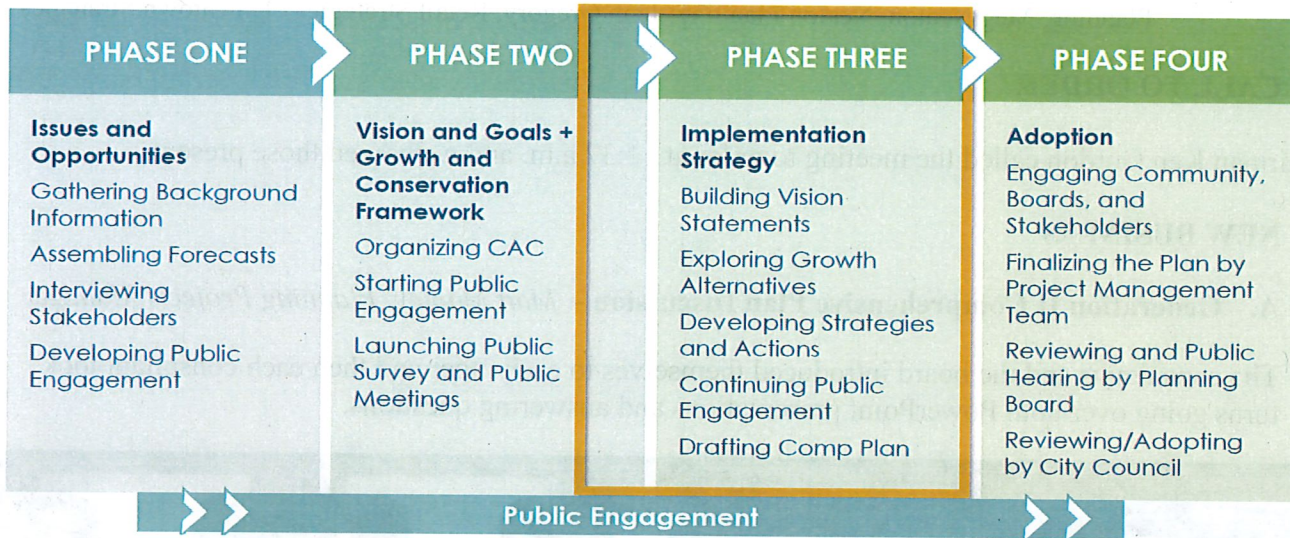 PHASE ONE
PHASE TWO
PHASE THREE
PHASE FOUR
Issues and
Opportunities
Gathering Background
Information
Assembling Forecasts
Interviewing
Stakeholders
Developing Public
Engagement
Vision and Goals +
Growth and
Conservation
Framework
Organizing CAC
Starting Public
Engagement
Launching Public
Survey and Public
Meetings
Implementation
Strategy
Building Vision
Statements
Exploring Growth
Alternatives
Developing Strategies
and Actions
Continuing Public
Engagement
Drafting Comp Plan
Adoption
Engaging Community,
Boards, and
Stakeholders
Finalizing the Plan by
Project Management
Team
Reviewing and Public
Hearing by Planning
Board
Reviewing/Adopting
by City Council
Public Engagement